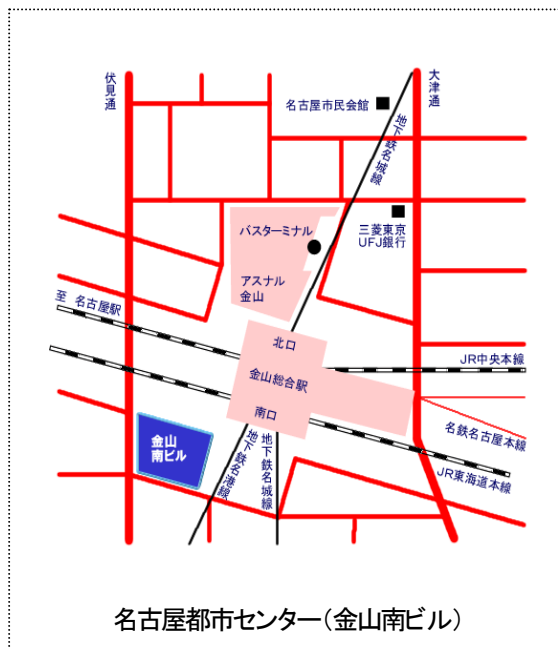 伏見通
大津通
名古屋市民会館
地下鉄名城線
三菱東京
UFJ銀行
バスターミナル
アスナル
金山
至 名古屋駅
北口
JR中央本線
金山総合駅
南口
名鉄名古屋本線
金山
南ビル
地下鉄名港線
地下鉄名城線
JR東海道本線
名古屋都市センター(金山南ビル)